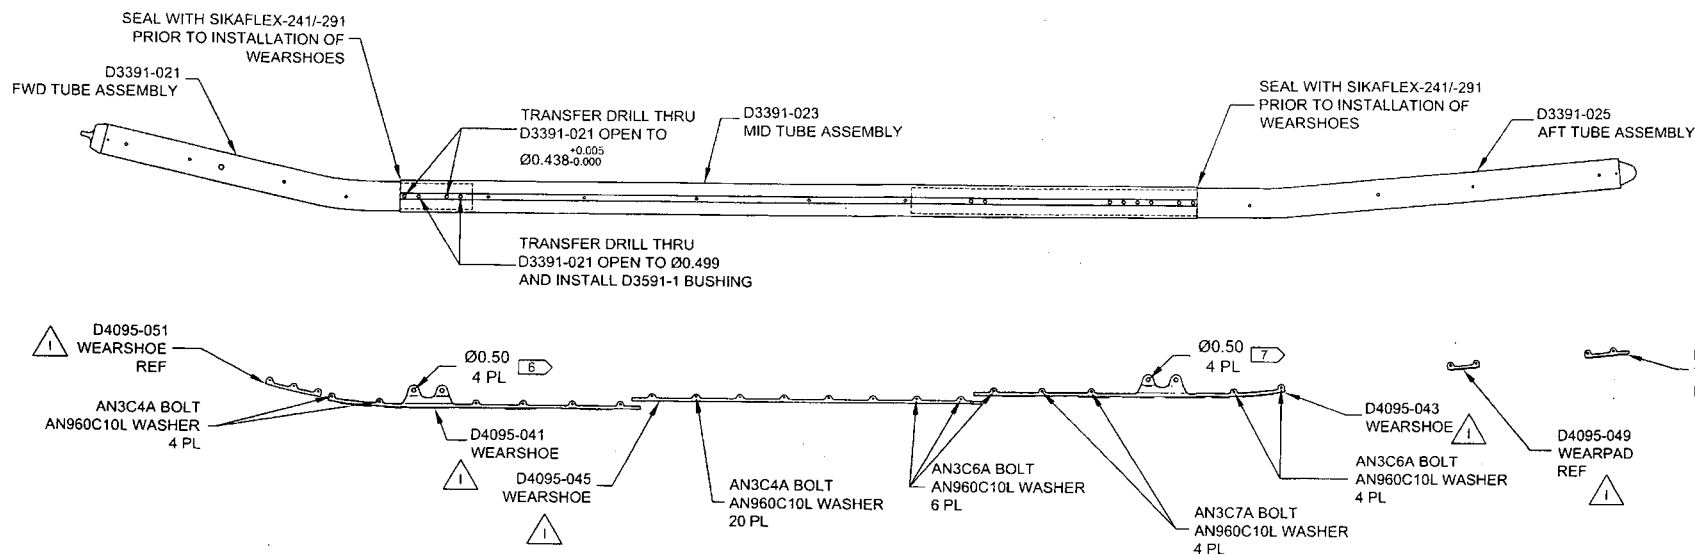 SEAL WITH SIKAFLEX-241/-291
PRIOR TO INSTALLATION OF
WEARSHOES
D3391-021
FWD TUBE ASSEMBLY
TRANSFER DRILL THRU
D3391-021 OPEN TO
Ø0.438 +0.005 -0.000
D3391-023
MID TUBE ASSEMBLY
SEAL WITH SIKAFLEX-241/-291
PRIOR TO INSTALLATION OF
WEARSHOES
D3391-025
AFT TUBE ASSEMBLY
TRANSFER DRILL THRU
D3391-021 OPEN TO Ø0.499
AND INSTALL D3591-1 BUSHING
1
D4095-051
WEARSHOE
REF
Ø0.50
4 PL
6
Ø0.50
4 PL
7
AN3C4A BOLT
AN960C10L WASHER
4 PL
D4095-041
WEARSHOE
1
D4095-045
WEARSHOE
1
AN3C4A BOLT
AN960C10L WASHER
20 PL
AN3C6A BOLT
AN960C10L WASHER
6 PL
AN3C7A BOLT
AN960C10L WASHER
4 PL
AN3C6A BOLT
AN960C10L WASHER
4 PL
D4095-043
WEARSHOE
1
D4095-049
WEARPAD
REF
1